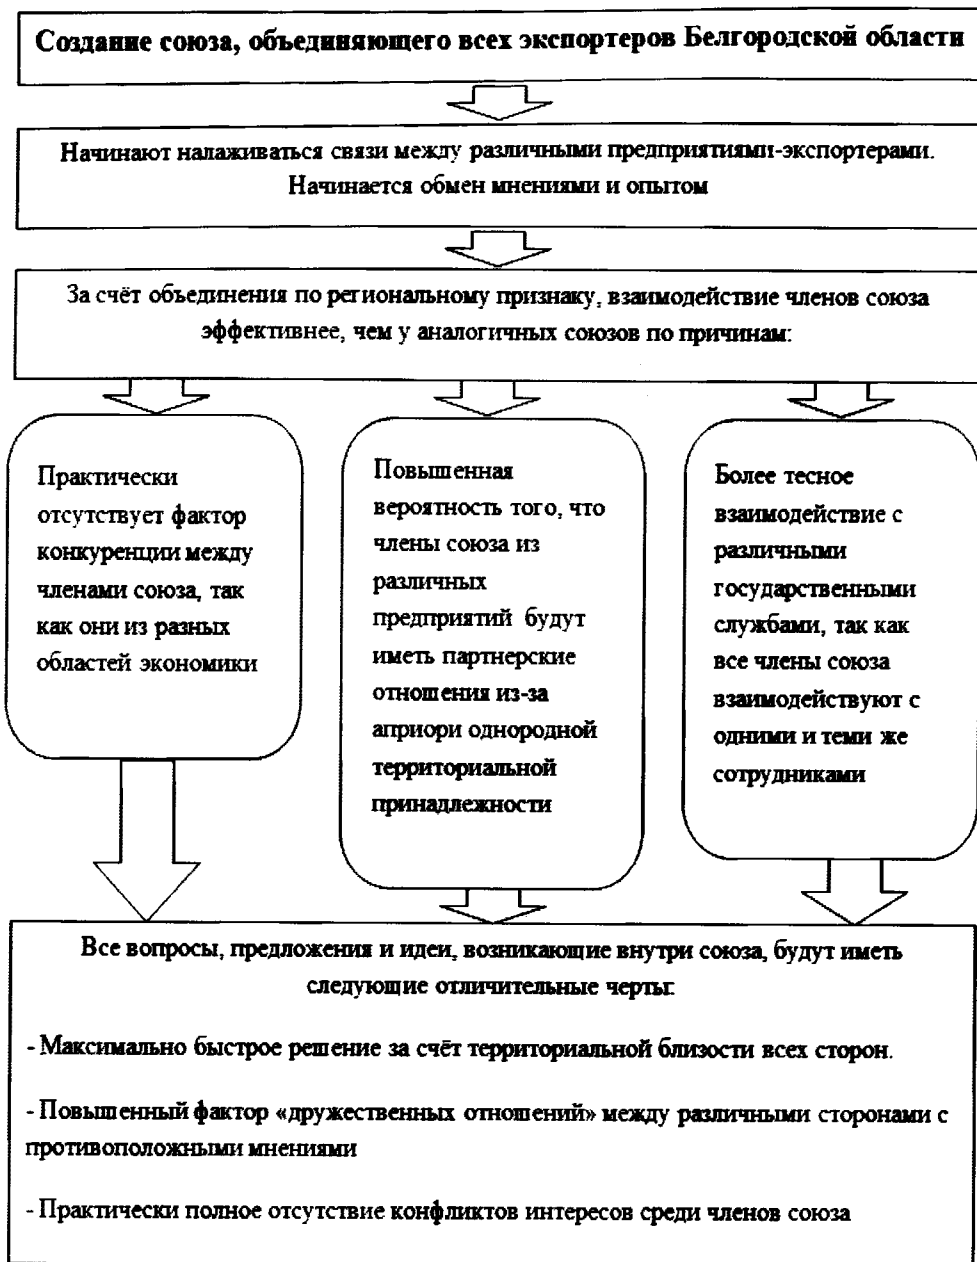 Создание союза, объединяющего всех экспортеров Белгородской области
Начинают налаживаться связи между различными предприятиями-экспортерами.
Начинается обмен мнениями и опытом
За счёт объединения по региональному признаку, взаимодействие членов союза
эффективнее, чем у аналогичных союзов по причинам:
Практически
отсутствует фактор
конкуренции между
членами союза, так
как они из разных
областей экономики
Повышенная
вероятность того, что
члены союза из
различных
предприятий будут
иметь партнерские
отношения из-за
априори однородной
территориальной
принадлежности
Более тесное
взаимодействие с
различными
государственными
службами, так как
все члены союза
взаимодействуют с
одними и теми же
сотрудниками
Все вопросы, предложения и идеи, возникающие внутри союза, будут иметь
следующие отличительные черты:
- Максимально быстрое решение за счёт территориальной близости всех сторон.
- Повышенный фактор «дружественных отношений» между различными сторонами с
противоположными мнениями
- Практически полное отсутствие конфликтов интересов среди членов союза